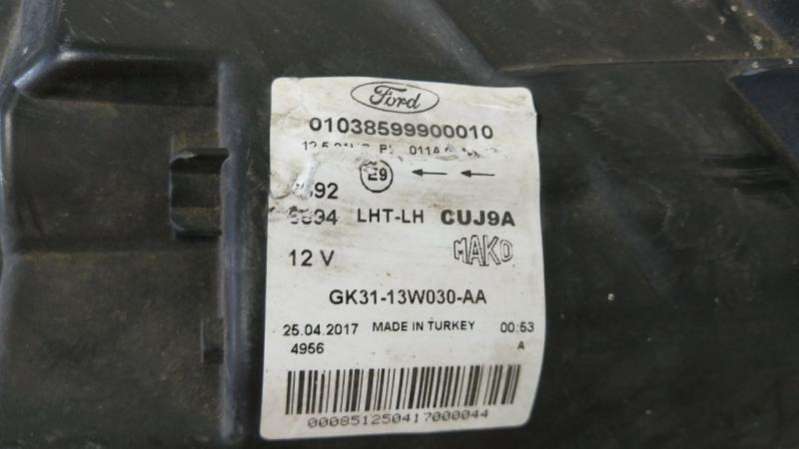 Ford
01038599900010
011A
E9
LHT-LH CUJ9A
12 V MAKO
GK31-13W030-AA
25.04.2017 MADE IN TURKEY 00:53
4956 A
000851250417000044